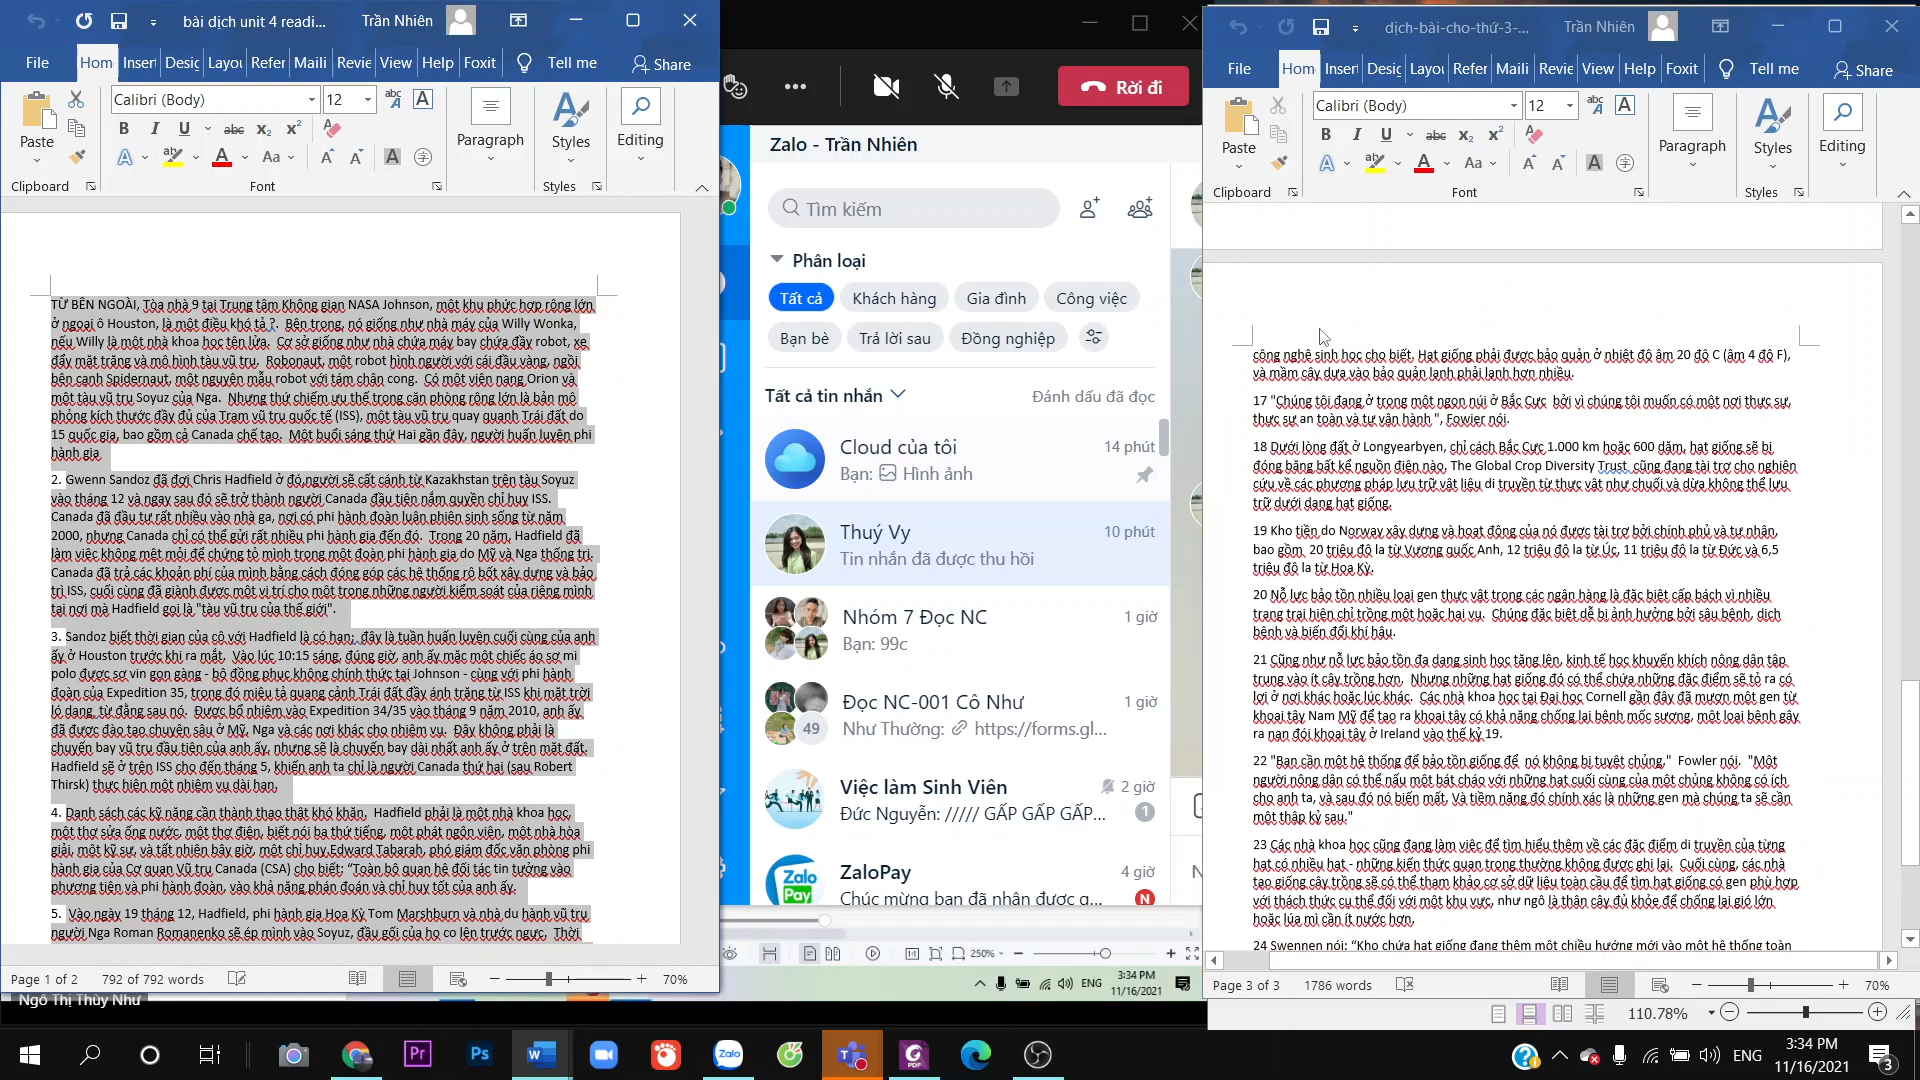 bài dịch unit 4 readi...
Trần Nhiên
File
Hom
Insert
Desig
Layou
Refer
Maili
Revie
View
Help
Foxit
Tell me
Share
Calibri (Body)
12
Paste
Paragraph
Styles
Editing
Clipboard
Font
Styles
TỪ BÊN NGOÀI, Tòa nhà 9 tại Trung tâm Không gian NASA Johnson, một khu phức hợp rộng lớn
ở ngoại ô Houston, là một điều khó tả ?. Bên trong, nó giống như nhà máy của Willy Wonka,
nếu Willy là một nhà khoa học tên lửa. Cơ sở giống như nhà chứa máy bay chứa đầy robot, xe
đẩy mặt trăng và mô hình tàu vũ trụ. Robonaut, một robot hình người với cái đầu vàng, ngồi
bên cạnh Spidernaut, một nguyên mẫu robot với tám chân cong. Có một viên nang Orion và
một tàu vũ trụ Soyuz của Nga. Nhưng thứ chiếm ưu thế trong căn phòng rộng lớn là bản mô
phỏng kích thước đầy đủ của Trạm vũ trụ quốc tế (ISS), một tàu vũ trụ quay quanh Trái đất do
15 quốc gia, bao gồm cả Canada chế tạo. Một buổi sáng thứ Hai gần đây, người huấn luyện phi
hành gia
2. Gwenn Sandoz đã đợi Chris Hadfield ở đó,người sẽ cất cánh từ Kazakhstan trên tàu Soyuz
vào tháng 12 và ngay sau đó sẽ trở thành người Canada đầu tiên nắm quyền chỉ huy ISS.
Canada đã đầu tư rất nhiều vào nhà ga, nơi có phi hành đoàn luân phiên sinh sống từ năm
2000, nhưng Canada chỉ có thể gửi rất nhiều phi hành gia đến đó. Trong 20 năm, Hadfield đã
làm việc không mệt mỏi để chứng tỏ mình trong một đoàn phi hành gia do Mỹ và Nga thống trị.
Canada đã trả các khoản phí của mình bằng cách đóng góp các hệ thống rô bốt xây dựng và bảo
trì ISS, cuối cùng đã giành được một vị trí cho một trong những người kiểm soát của riêng mình
tại nơi mà Hadfield gọi là "tàu vũ trụ của thế giới".
3. Sandoz biết thời gian của cô với Hadfield là có hạn; đây là tuần huấn luyện cuối cùng của anh
ấy ở Houston trước khi ra mắt. Vào lúc 10:15 sáng, đúng giờ, anh ấy mặc một chiếc áo sơ mi
polo được sơ vin gọn gàng - bộ đồng phục không chính thức tại Johnson - cùng với phi hành
đoàn của Expedition 35, trong đó miêu tả quang cảnh Trái đất đầy ánh trăng từ ISS khi mặt trời
ló dạng, từ đằng sau nó. Được bổ nhiệm vào Expedition 34/35 vào tháng 9 năm 2010, anh ấy
đã được đào tạo chuyên sâu ở Mỹ, Nga và các nơi khác cho nhiệm vụ. Đây không phải là
chuyến bay vũ trụ đầu tiên của anh ấy, nhưng sẽ là chuyến bay dài nhất anh ấy ở trên mặt đất.
Hadfield sẽ ở trên ISS cho đến tháng 5, khiến anh ta chỉ là người Canada thứ hai (sau Robert
Thirsk) thực hiện một nhiệm vụ dài hạn.
4. Danh sách các kỹ năng cần thành thạo thật khó khăn, Hadfield phải là một nhà khoa học,
một thợ sửa ống nước, một thợ điện, biết nói ba thứ tiếng, một phát ngôn viên, một nhà hòa
giải, một kỹ sư, và tất nhiên bây giờ, một chỉ huy.Edward Tabarah, phó giám đốc văn phòng phi
hành gia của Cơ quan Vũ trụ Canada (CSA) cho biết: “Toàn bộ quan hệ đối tác tin tưởng vào
phương tiện và phi hành đoàn, vào khả năng phán đoán và chỉ huy tốt của anh ấy.
5. Vào ngày 19 tháng 12, Hadfield, phi hành gia Hoa Kỳ Tom Marshburn và nhà du hành vũ trụ
người Nga Roman Romanenko sẽ ép mình vào Soyuz, đầu gối của họ co lên trước ngực. Thời
Page 1 of 2
792 of 792 words
70%
Ngô Thị Thùy Như
Rời đi
Zalo - Trần Nhiên
Tìm kiếm
Phân loại
Tất cả
Khách hàng
Gia đình
Công việc
Bạn bè
Trả lời sau
Đồng nghiệp
Tất cả tin nhắn
Đánh dấu đã đọc
Cloud của tôi
14 phút
Bạn: Hình ảnh
Thuý Vy
10 phút
Tin nhắn đã được thu hồi
Nhóm 7 Đọc NC
1 giờ
Bạn: 99c
Đọc NC-001 Cô Như
1 giờ
49
Như Thường: https://forms.gl...
Việc làm Sinh Viên
2 giờ
Đức Nguyễn: ///// GẤP GẤP GẤP...
1
ZaloPay
4 giờ
Zalo
Pay
Chúc mừng bạn đã nhận được q...
N
250%
ENG
3:34 PM
11/16/2021
dịch-bài-cho-thứ-3-...
Trần Nhiên
File
Hom
Insert
Desig
Layou
Refer
Maili
Revie
View
Help
Foxit
Tell me
Share
Calibri (Body)
12
Paste
Paragraph
Styles
Editing
Clipboard
Font
Styles
công nghệ sinh học cho biết, Hạt giống phải được bảo quản ở nhiệt độ âm 20 độ C (âm 4 độ F),
và mầm cây dựa vào bảo quản lạnh phải lạnh hơn nhiều.
17 "Chúng tôi đang ở trong một ngọn núi ở Bắc Cực bởi vì chúng tôi muốn có một nơi thực sự,
thực sự an toàn và tự vận hành ", Fowler nói.
18 Dưới lòng đất ở Longyearbyen, chỉ cách Bắc Cực 1.000 km hoặc 600 dặm, hạt giống sẽ bị
đóng băng bất kể nguồn điện nào, The Global Crop Diversity Trust cũng đang tài trợ cho nghiên
cứu về các phương pháp lưu trữ vật liệu di truyền từ thực vật như chuối và dừa không thể lưu
trữ dưới dạng hạt giống.
19 Kho tiền do Norway xây dựng và hoạt động của nó được tài trợ bởi chính phủ và tư nhân,
bao gồm 20 triệu đô la từ Vương quốc Anh, 12 triệu đô la từ Úc, 11 triệu đô la từ Đức và 6,5
triệu đô la từ Hoa Kỳ.
20 Nỗ lực bảo tồn nhiều loại gen thực vật trong các ngân hàng là đặc biệt cấp bách vì nhiều
trang trại hiện chỉ trồng một hoặc hai vụ. Chúng đặc biệt dễ bị ảnh hưởng bởi sâu bệnh, dịch
bệnh và biến đổi khí hậu.
21 Cũng như nỗ lực bảo tồn đa dạng sinh học tăng lên, kinh tế học khuyến khích nông dân tập
trung vào ít cây trồng hơn. Nhưng những hạt giống đó có thể chứa những đặc điểm sẽ tỏ ra có
lợi ở nơi khác hoặc lúc khác. Các nhà khoa học tại Đại học Cornell gần đây đã mượn một gen từ
khoai tây Nam Mỹ để tạo ra khoai tây có khả năng chống lại bệnh mốc sương, một loại bệnh gây
ra nạn đói khoai tây ở Ireland vào thế kỷ 19.
22 "Bạn cần một hệ thống để bảo tồn giống để nó không bị tuyệt chủng," Fowler nói. "Một
người nông dân có thể nấu một bát cháo với những hạt cuối cùng của một chủng không có ích
cho anh ta, và sau đó nó biến mất, Và tiềm năng đó chính xác là những gen mà chúng ta sẽ cần
một thập kỷ sau."
23 Các nhà khoa học cũng đang làm việc để tìm hiểu thêm về các đặc điểm di truyền của từng
hạt có nhiều hạt - những kiến thức quan trọng thường không được ghi lại. Cuối cùng, các nhà
tạo giống cây trồng sẽ có thể tham khảo cơ sở dữ liệu toàn cầu để tìm hạt giống có gen phù hợp
với thách thức cụ thể đối với một khu vực, như ngô là thân cây đủ khỏe để chống lại gió lớn
hoặc lúa mì cần ít nước hơn,
24 Swennen nói: “Kho chứa hạt giống đang thêm một chiều hướng mới vào một hệ thống toàn
Page 3 of 3
1786 words
70%
110.78%
Pr
Ps
Zalo
PDF
ENG
3:34 PM
11/16/2021
3